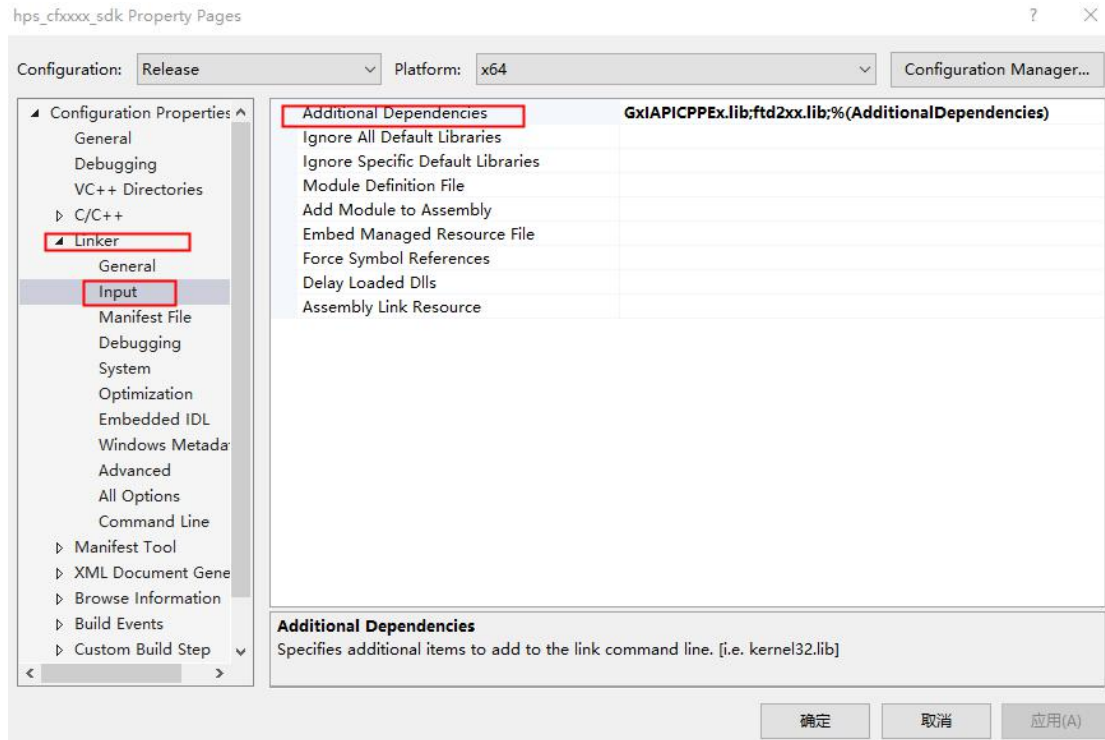 hps_cfxxxx_sdk Property Pages
Configuration: Release Platform: x64 Configuration Manager...
Configuration Properties
General
Debugging
VC++ Directories
C/C++
Linker
General
Input
Manifest File
Debugging
System
Optimization
Embedded IDL
Windows Metada
Advanced
All Options
Command Line
Manifest Tool
XML Document Gene
Browse Information
Build Events
Custom Build Step
Additional Dependencies GxIAPICPPEx.lib;ftd2xx.lib;%(AdditionalDependencies)
Ignore All Default Libraries
Ignore Specific Default Libraries
Module Definition File
Add Module to Assembly
Embed Managed Resource File
Force Symbol References
Delay Loaded Dlls
Assembly Link Resource
Additional Dependencies
Specifies additional items to add to the link command line. [i.e. kernel32.lib]
确定 取消 应用(A)